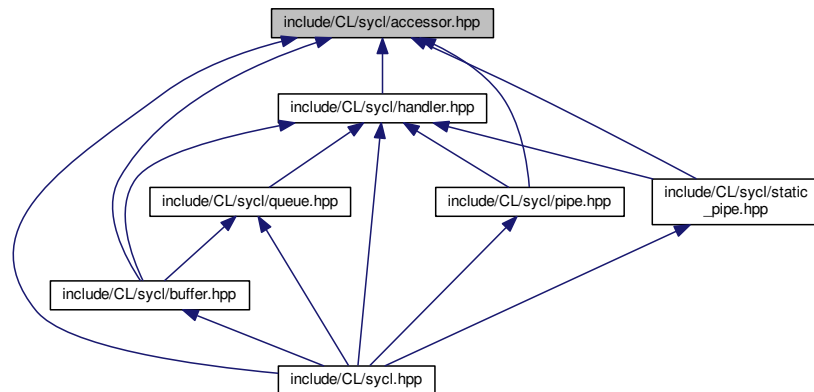 include/CL/sycl/accessor.hpp
include/CL/sycl/handler.hpp
include/CL/sycl/queue.hpp
include/CL/sycl/pipe.hpp
include/CL/sycl/static
_pipe.hpp
include/CL/sycl/buffer.hpp
include/CL/sycl.hpp